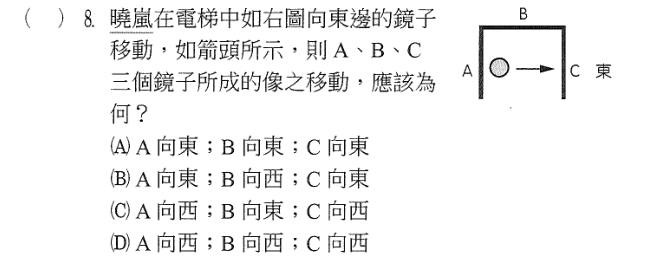 ( ) 8. 曉嵐在電梯中如右圖向東邊的鏡子
移動，如箭頭所示，則 A、B、C
三個鏡子所成的像之移動，應該為
何？
(A) A 向東；B 向東；C 向東
(B) A 向東；B 向西；C 向東
(C) A 向西；B 向東；C 向西
(D) A 向西；B 向西；C 向西
B
A
C 東